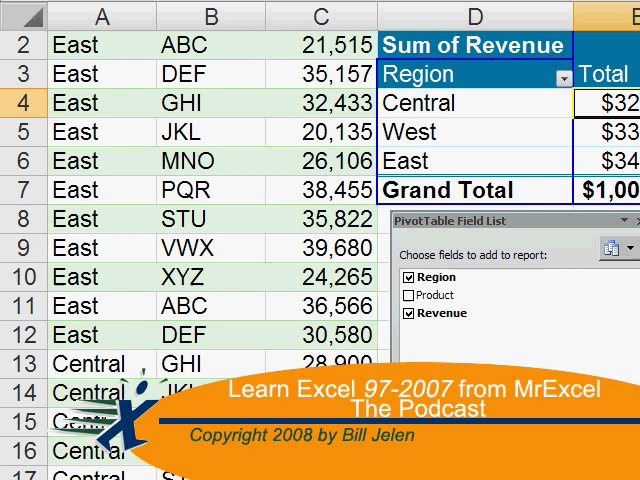 A B C D E
2 East ABC 21,515 Sum of Revenue
3 East DEF 35,157 Region Total
4 East GHI 32,433 Central $32
5 East JKL 20,135 West $33
6 East MNO 26,106 East $34
7 East PQR 38,455 Grand Total $1,00
8 East STU 35,822
PivotTable Field List
9 East VWX 39,680
Choose fields to add to report:
10 East XYZ 24,265
Region
Product
11 East ABC 36,566
Revenue
12 East DEF 30,580
13 Central GHI 28,900
14 Central
Learn Excel 97-2007 from MrExcel
The Podcast
15
Copyright 2008 by Bill Jelen
16 Central
17 Central